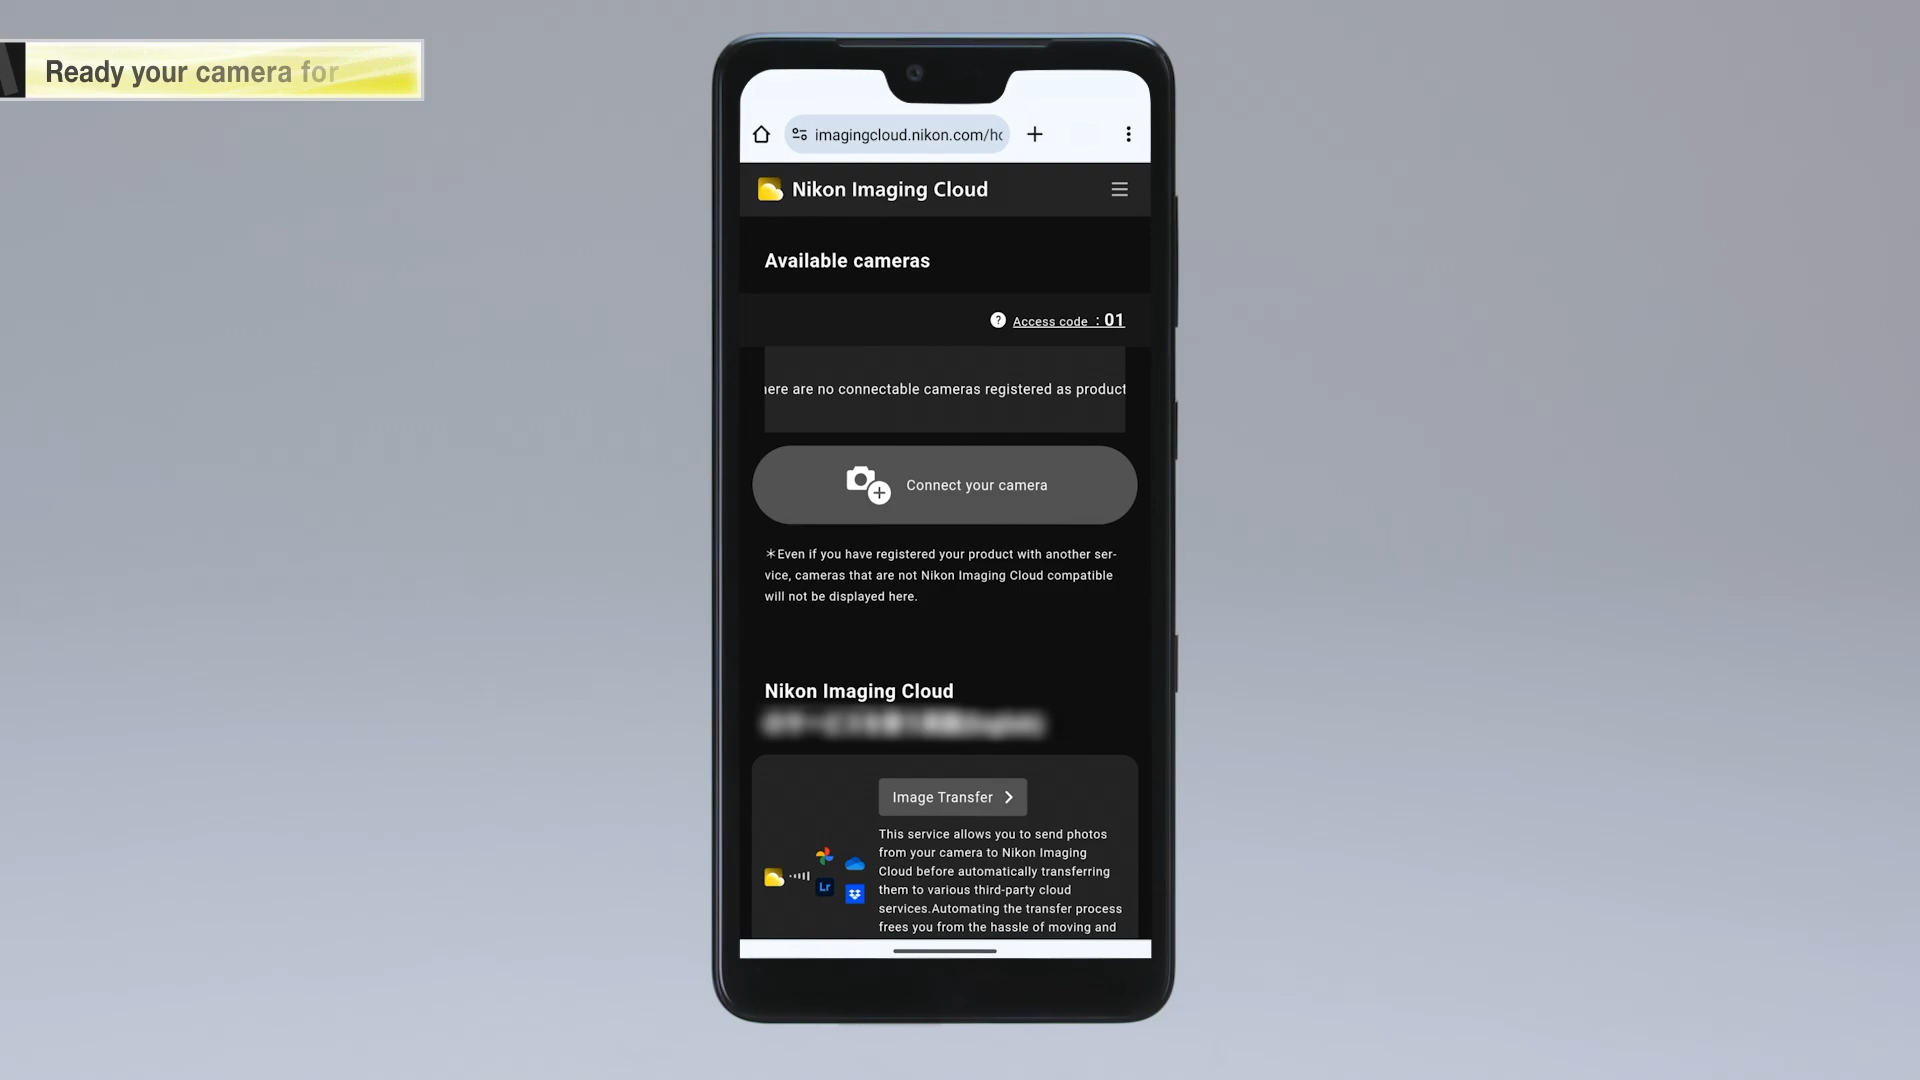 Ready your camera for
imagingcloud.nikon.com/hc
Nikon Imaging Cloud
Available cameras
Access code : 01
here are no connectable cameras registered as product
Connect your camera
*Even if you have registered your product with another ser-
vice, cameras that are not Nikon Imaging Cloud compatible
will not be displayed here.
Nikon Imaging Cloud
Image Transfer
This service allows you to send photos
from your camera to Nikon Imaging
Cloud before automatically transferring
them to various third-party cloud
services.Automating the transfer process
frees you from the hassle of moving and
Lr